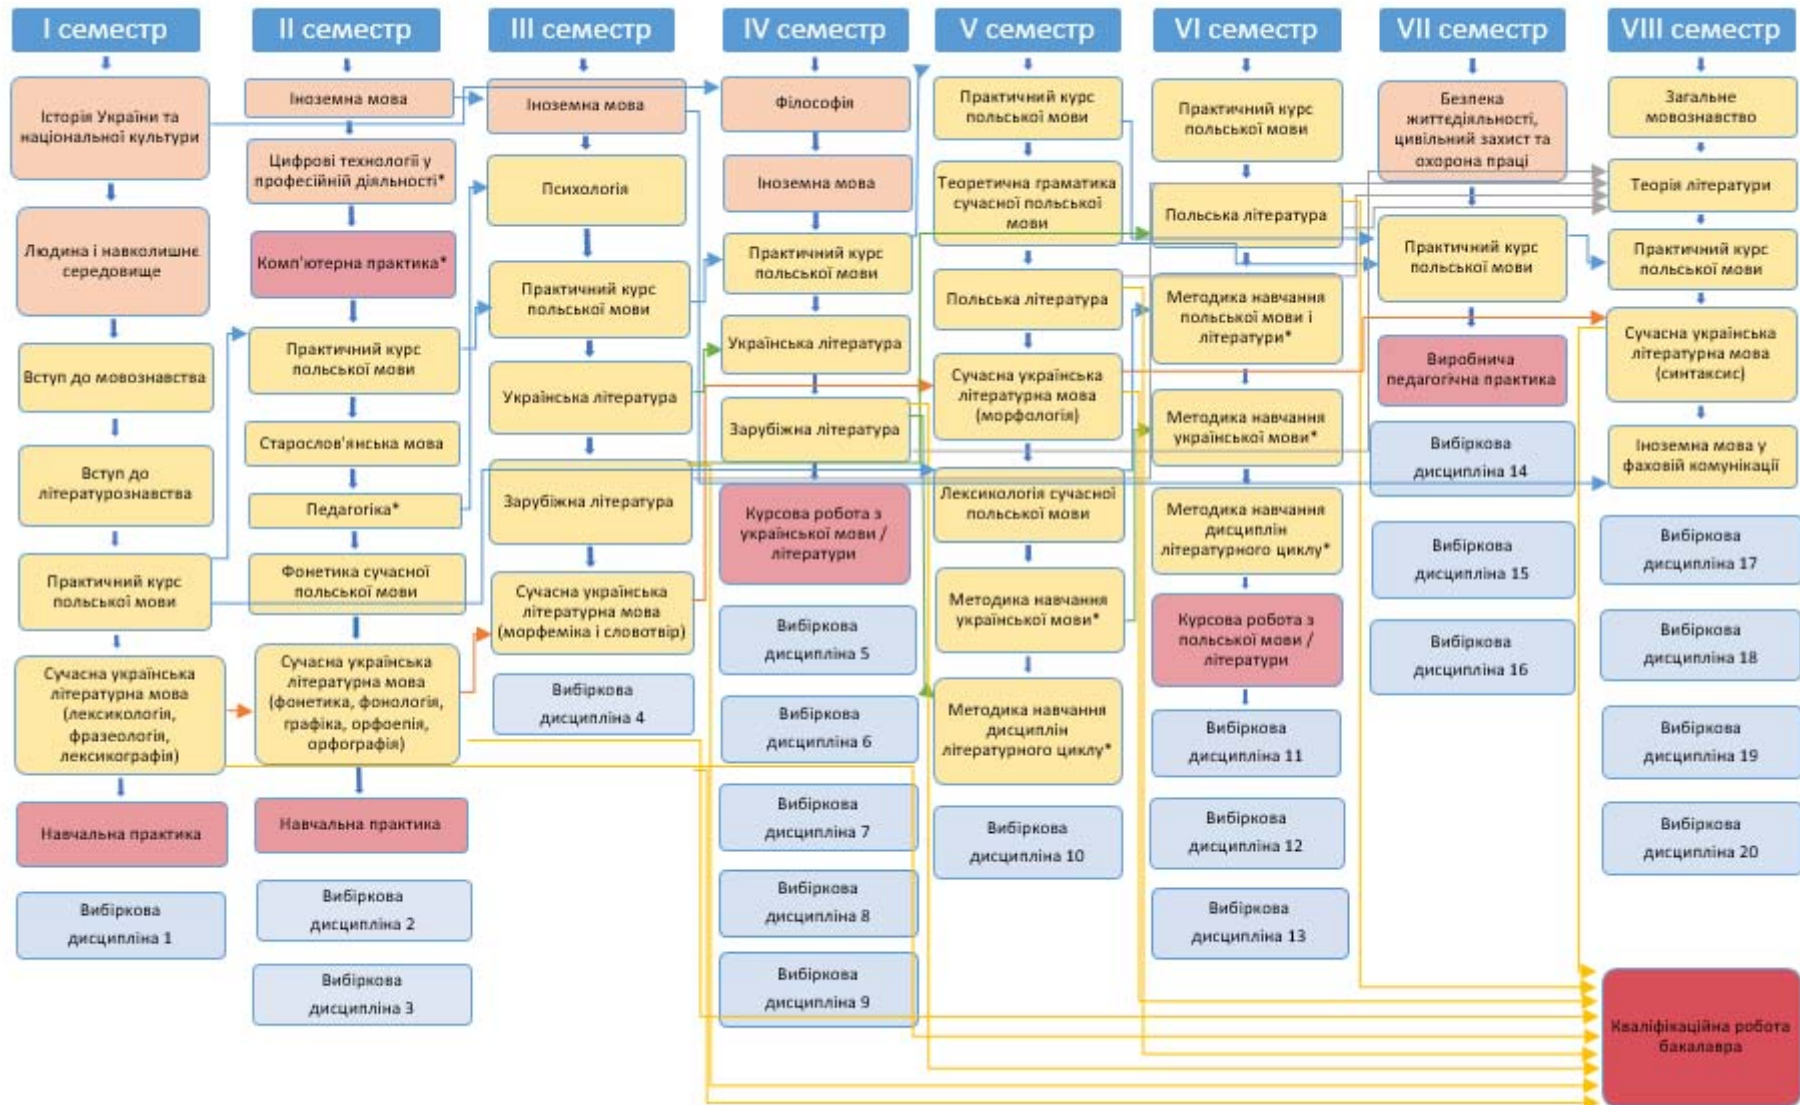 I семестр
Історія України та
національної культури
Людина і навколишнє
середовище
Вступ до мовознавства
Вступ до
літературознавства
Практичний курс
польської мови
Сучасна українська
літературна мова
(лексикологія,
фразеологія,
лексикографія)
Навчальна практика
Вибіркова
дисципліна 1
II семестр
Іноземна мова
Цифрові технології у
професійній діяльності*
Комп'ютерна практика*
Практичний курс
польської мови
Старослов'янська мова
Педагогіка*
Фонетика сучасної
польської мови
Сучасна українська
літературна мова
(фонетика, фонологія,
графіка, орфоепія,
орфографія)
Навчальна практика
Вибіркова
дисципліна 2
Вибіркова
дисципліна 3
III семестр
Іноземна мова
Психологія
Практичний курс
польської мови
Українська література
Зарубіжна література
Сучасна українська
літературна мова
(морфеміка і словотвір)
Вибіркова
дисципліна 4
IV семестр
Філософія
Іноземна мова
Практичний курс
польської мови
Українська література
Зарубіжна література
Курсова робота з
української мови /
літератури
Вибіркова
дисципліна 5
Вибіркова
дисципліна 6
Вибіркова
дисципліна 7
Вибіркова
дисципліна 8
Вибіркова
дисципліна 9
V семестр
Практичний курс
польської мови
Теоретична граматика
сучасної польської
мови
Польська література
Сучасна українська
літературна мова
(морфологія)
Лексикологія сучасної
польської мови
Методика навчання
української мови*
Методика навчання
дисциплін
літературного циклу*
Вибіркова
дисципліна 10
VI семестр
Практичний курс
польської мови
Польська література
Методика навчання
польської мови і
літератури*
Методика навчання
української мови*
Методика навчання
дисциплін
літературного циклу*
Курсова робота з
польської мови /
літератури
Вибіркова
дисципліна 11
Вибіркова
дисципліна 12
Вибіркова
дисципліна 13
VII семестр
Безпека
життєдіяльності,
цивільний захист та
охорона праці
Практичний курс
польської мови
Виробнича
педагогічна практика
Вибіркова
дисципліна 14
Вибіркова
дисципліна 15
Вибіркова
дисципліна 16
VIII семестр
Загальне
мовознавство
Теорія літератури
Практичний курс
польської мови
Сучасна українська
літературна мова
(синтаксис)
Іноземна мова у
фаховій комунікації
Вибіркова
дисципліна 17
Вибіркова
дисципліна 18
Вибіркова
дисципліна 19
Вибіркова
дисципліна 20
Кваліфікаційна робота
бакалавра